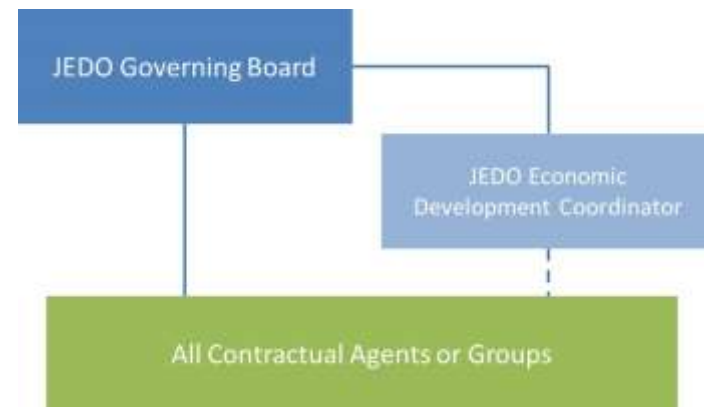 JEDO Governing Board
JEDO Economic
Development Coordinator
All Contractual Agents or Groups